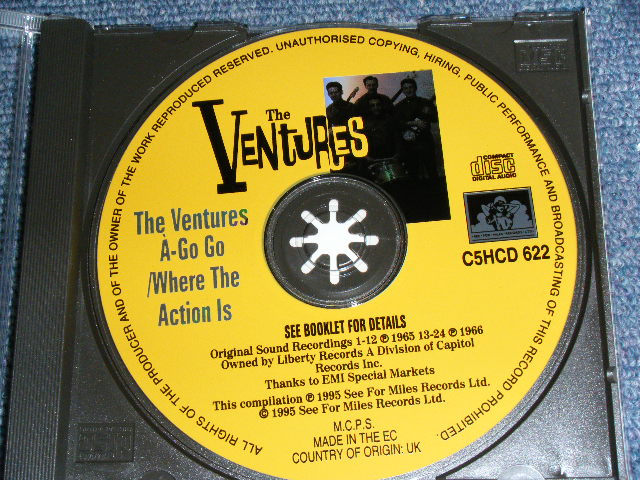 ALL RIGHTS OF THE PRODUCER AND OF THE OWNER OF THE WORK REPRODUCED RESERVED. UNAUTHORISED COPYING, HIRING, PUBLIC PERFORMANCE AND BROADCASTING OF THIS RECORD PROHIBITED.
The
VENTURES
COMPACT
disc
DIGITAL AUDIO
The Ventures
À-Go Go
/Where The
Action Is
C5HCD 622
SEE BOOKLET FOR DETAILS
Original Sound Recordings 1-12 ℗ 1965 13-24 ℗ 1966
Owned by Liberty Records A Division of Capitol
Records Inc.
Thanks to EMI Special Markets
This compilation ℗ 1995 See For Miles Records Ltd.
© 1995 See For Miles Records Ltd.
M.C.P.S.
MADE IN THE EC
COUNTRY OF ORIGIN: UK